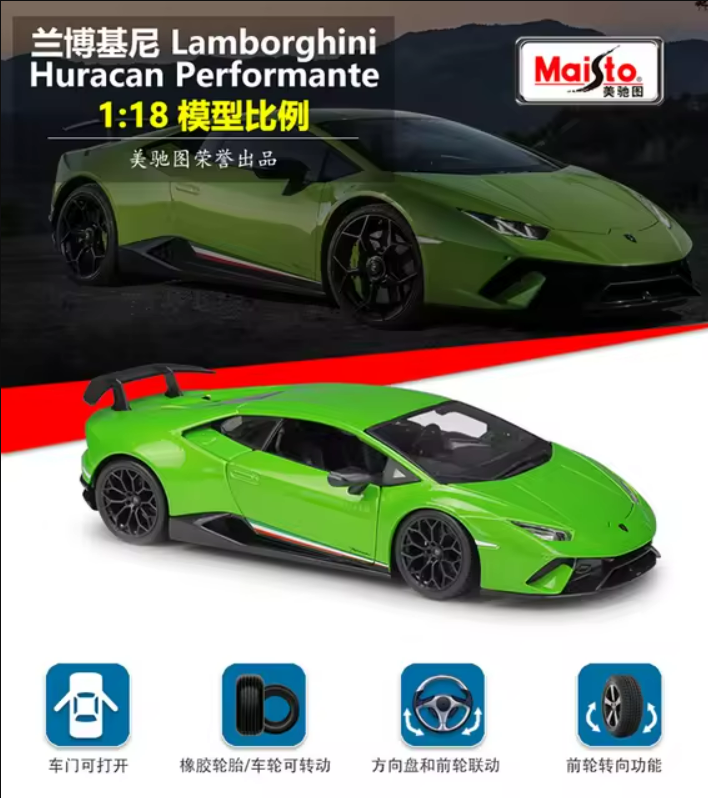 兰博基尼 Lamborghini
Huracan Performante
1:18 模型比例
美驰图荣誉出品
Maisto®
美驰图
车门可打开
橡胶轮胎/车轮可转动
方向盘和前轮联动
前轮转向功能